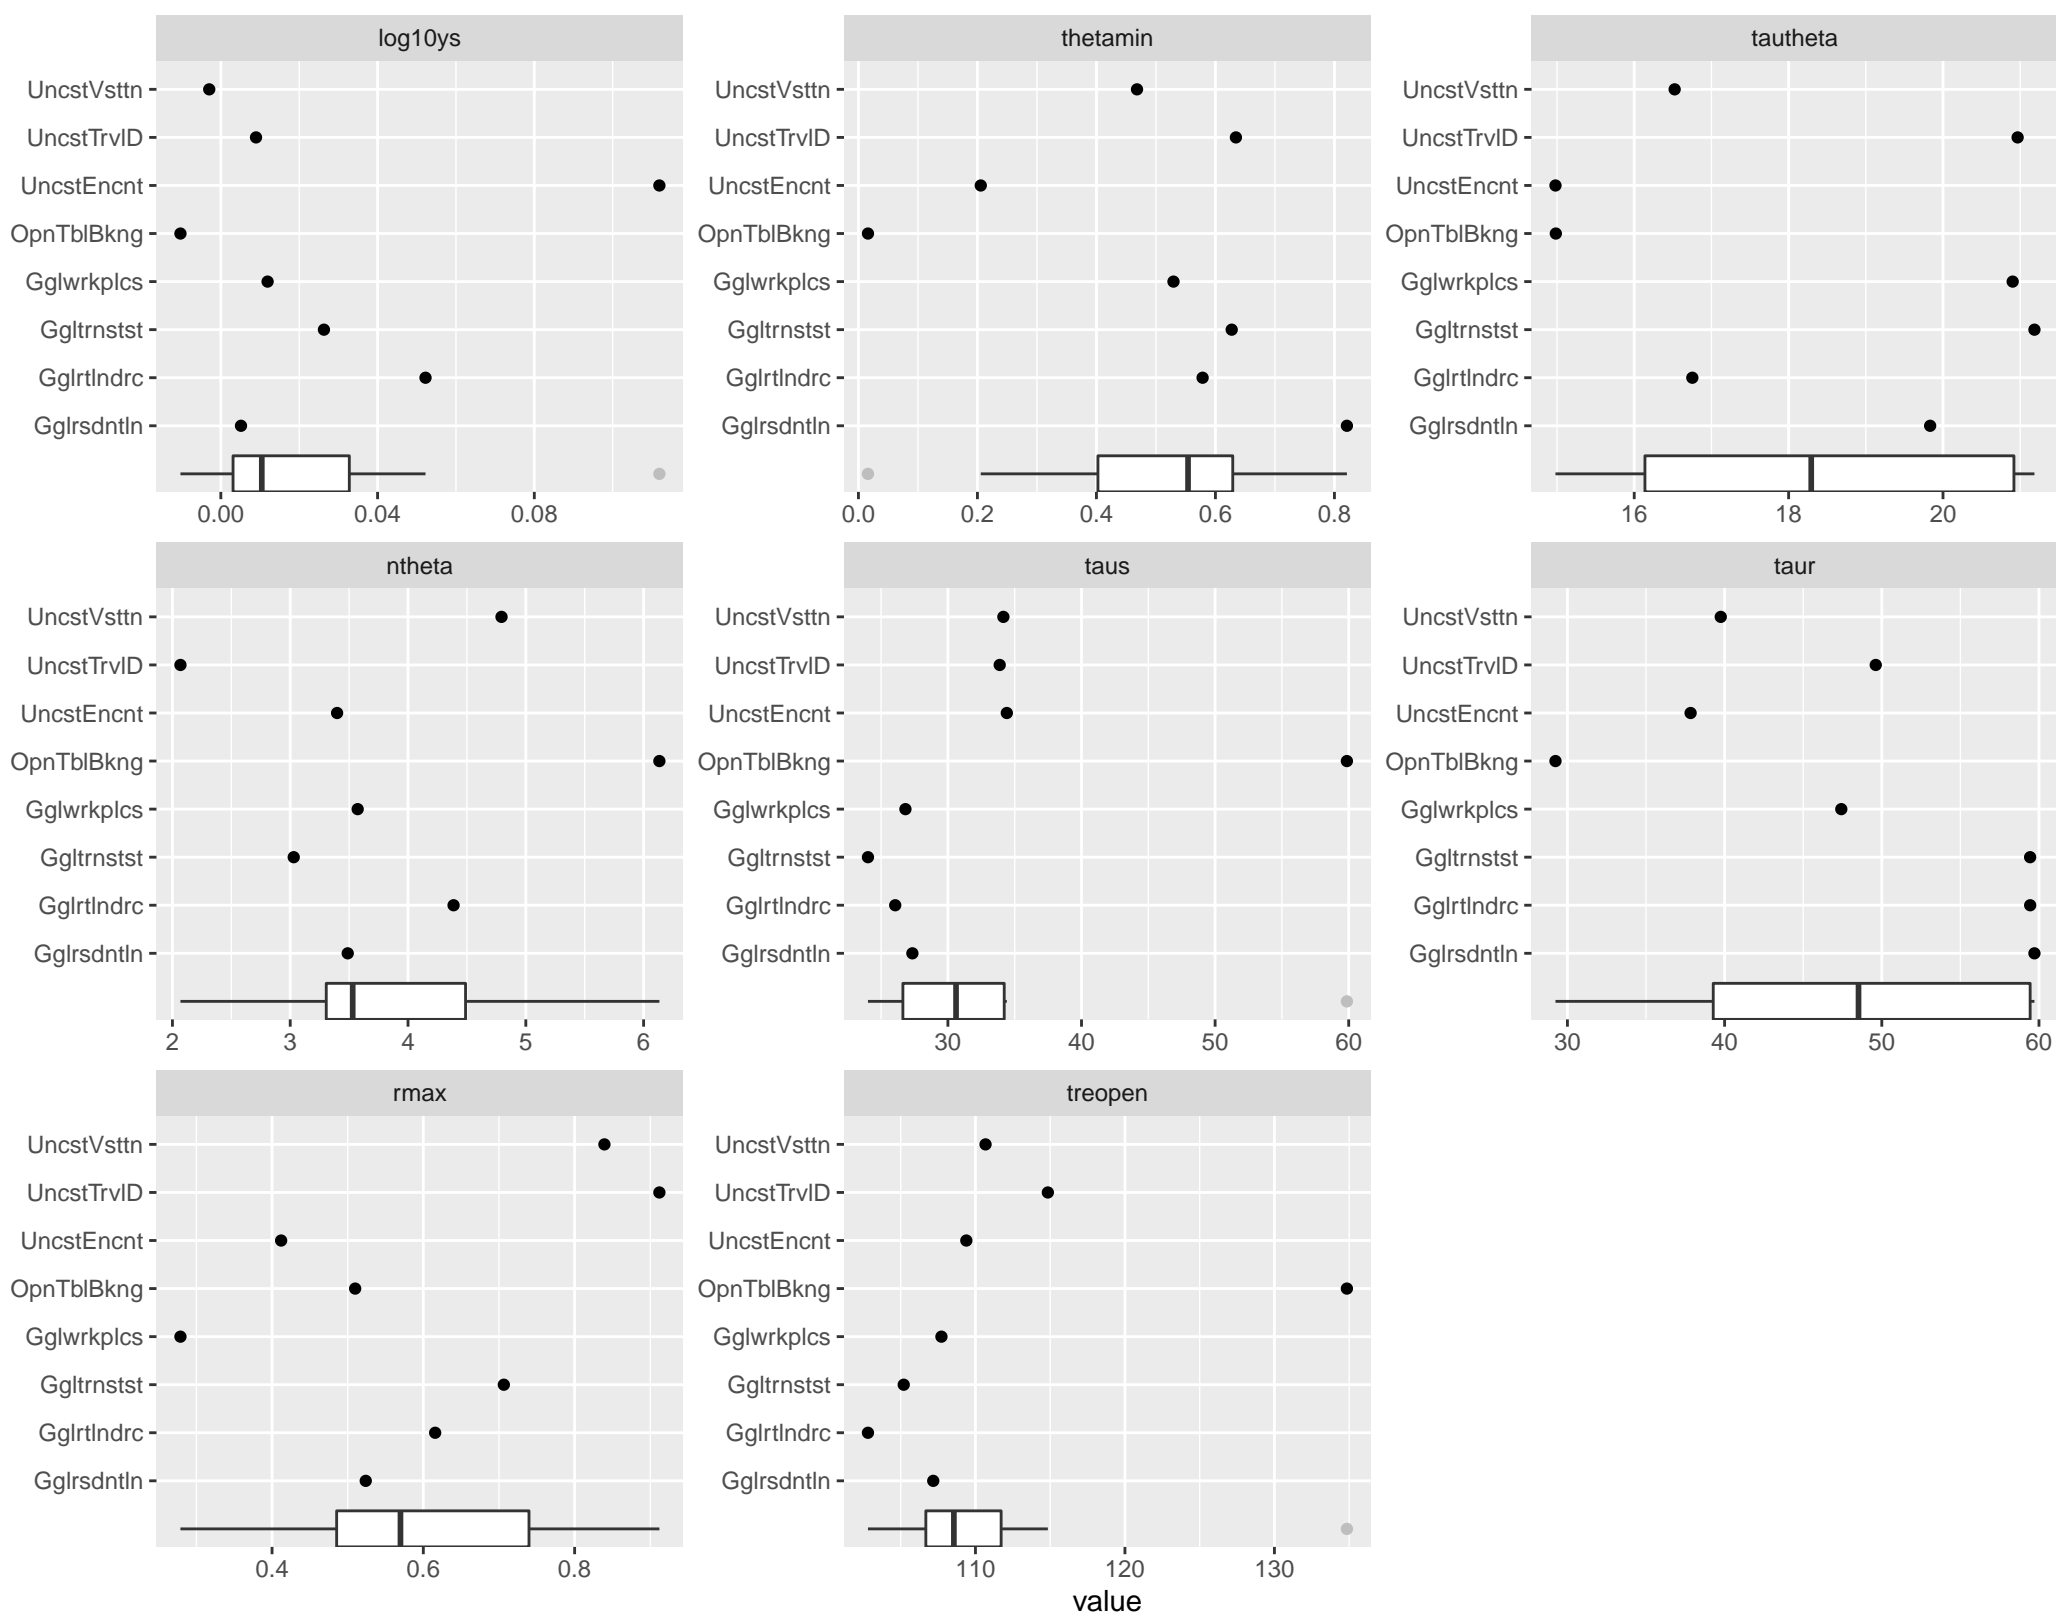 log10ys
thetamin
tautheta
UncstVsttn
UncstTrvlD
UncstEncnt
OpnTblBkng
Gglwrkplcs
Ggltrnstst
Gglrtlndrc
Gglrsdntln
0.00 0.04 0.08
UncstVsttn
UncstTrvlD
UncstEncnt
OpnTblBkng
Gglwrkplcs
Ggltrnstst
Gglrtlndrc
Gglrsdntln
0.0 0.2 0.4 0.6 0.8
UncstVsttn
UncstTrvlD
UncstEncnt
OpnTblBkng
Gglwrkplcs
Ggltrnstst
Gglrtlndrc
Gglrsdntln
16 18 20
ntheta
taus
taur
UncstVsttn
UncstTrvlD
UncstEncnt
OpnTblBkng
Gglwrkplcs
Ggltrnstst
Gglrtlndrc
Gglrsdntln
2 3 4 5 6
UncstVsttn
UncstTrvlD
UncstEncnt
OpnTblBkng
Gglwrkplcs
Ggltrnstst
Gglrtlndrc
Gglrsdntln
30 40 50 60
UncstVsttn
UncstTrvlD
UncstEncnt
OpnTblBkng
Gglwrkplcs
Ggltrnstst
Gglrtlndrc
Gglrsdntln
30 40 50 60
rmax
treopen
UncstVsttn
UncstTrvlD
UncstEncnt
OpnTblBkng
Gglwrkplcs
Ggltrnstst
Gglrtlndrc
Gglrsdntln
0.4 0.6 0.8
UncstVsttn
UncstTrvlD
UncstEncnt
OpnTblBkng
Gglwrkplcs
Ggltrnstst
Gglrtlndrc
Gglrsdntln
110 120 130
value